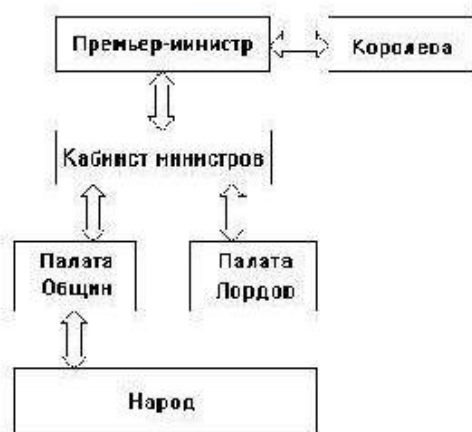 Премьер-министр
Королева
Кабинет министров
Палата
Общин
Палата
Лордов
Народ